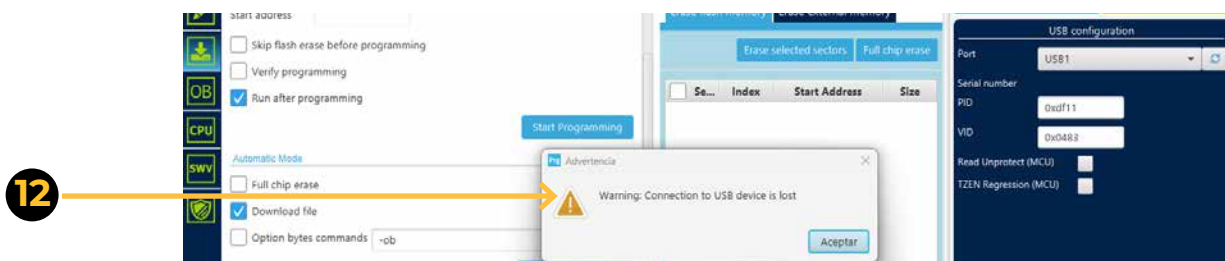 Start address
Skip flash erase before programming
Verify programming
Run after programming
Start Programming
Automatic Mode
Full chip erase
Download file
Option bytes commands -ob
OB
CPU
SWV
12
Erase flash memory Erase external memory
Erase selected sectors Full chip erase
Se... Index Start Address Size
Prg Advertencia
Warning: Connection to USB device is lost
Aceptar
USB configuration
Port USB1
Serial number
PID 0xdf11
VID 0x0483
Read Unprotect (MCU)
TZEN Regression (MCU)